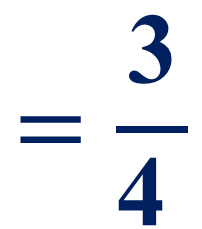 = 3/4